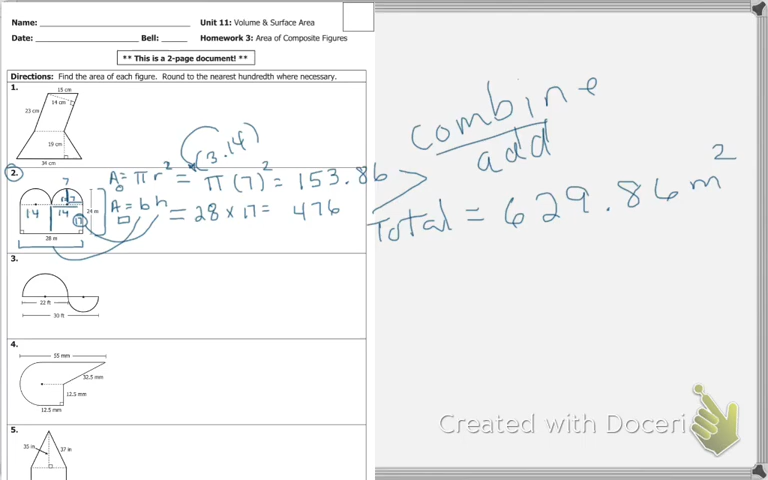 Name: Unit 11: Volume & Surface Area
Date: Bell: Homework 3: Area of Composite Figures
** This is a 2-page document! **
Directions: Find the area of each figure. Round to the nearest hundredth where necessary.
1.
15 cm
14 cm
23 cm
19 cm
34 cm
2.
7
7
14
14
17
24 m
28 m
A = πr² = π(7)² = 153.86
(3.14)
A = bh = 28 × 17 = 476
combine
add
Total = 629.86 m²
3.
22 ft
30 ft
4.
55 mm
32.5 mm
12.5 mm
12.5 mm
5.
35 in
37 in
Created with Doceri